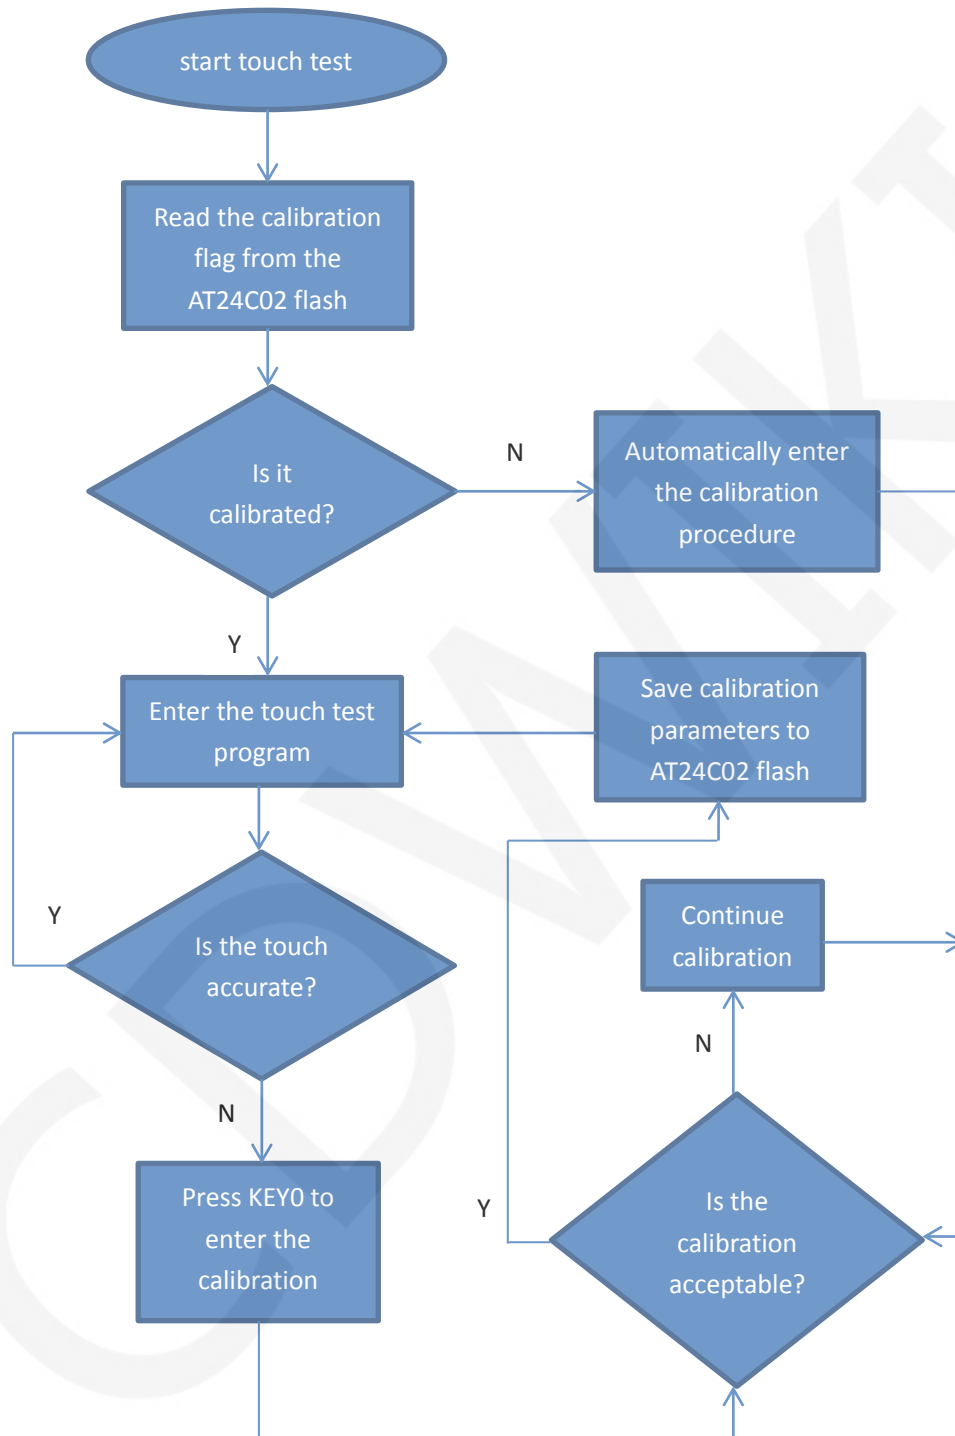 start touch test
Read the calibration
flag from the
AT24C02 flash
Is it
calibrated?
N
Automatically enter
the calibration
procedure
Y
Enter the touch test
program
Save calibration
parameters to
AT24C02 flash
Y
Is the touch
accurate?
Continue
calibration
N
N
Press KEY0 to
enter the
calibration
Y
Is the
calibration
acceptable?